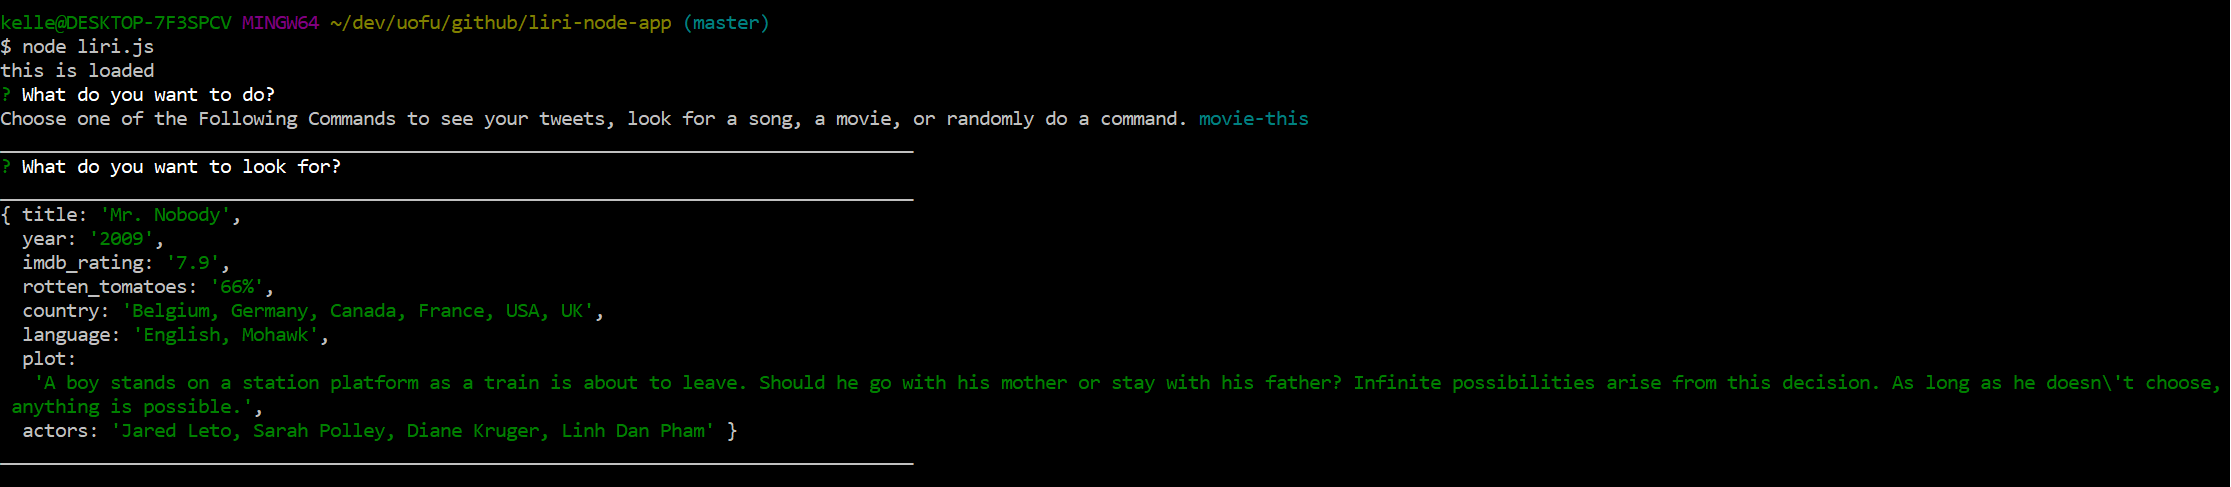 kelle@DESKTOP-7F3SPCV MINGW64 ~/dev/uofu/github/liri-node-app (master)
$ node liri.js
this is loaded
? What do you want to do?
Choose one of the Following Commands to see your tweets, look for a song, a movie, or randomly do a command. movie-this
? What do you want to look for?
{ title: 'Mr. Nobody',
  year: '2009',
  imdb_rating: '7.9',
  rotten_tomatoes: '66%',
  country: 'Belgium, Germany, Canada, France, USA, UK',
  language: 'English, Mohawk',
  plot:
   'A boy stands on a station platform as a train is about to leave. Should he go with his mother or stay with his father? Infinite possibilities arise from this decision. As long as he doesn\'t choose,
 anything is possible.',
  actors: 'Jared Leto, Sarah Polley, Diane Kruger, Linh Dan Pham' }